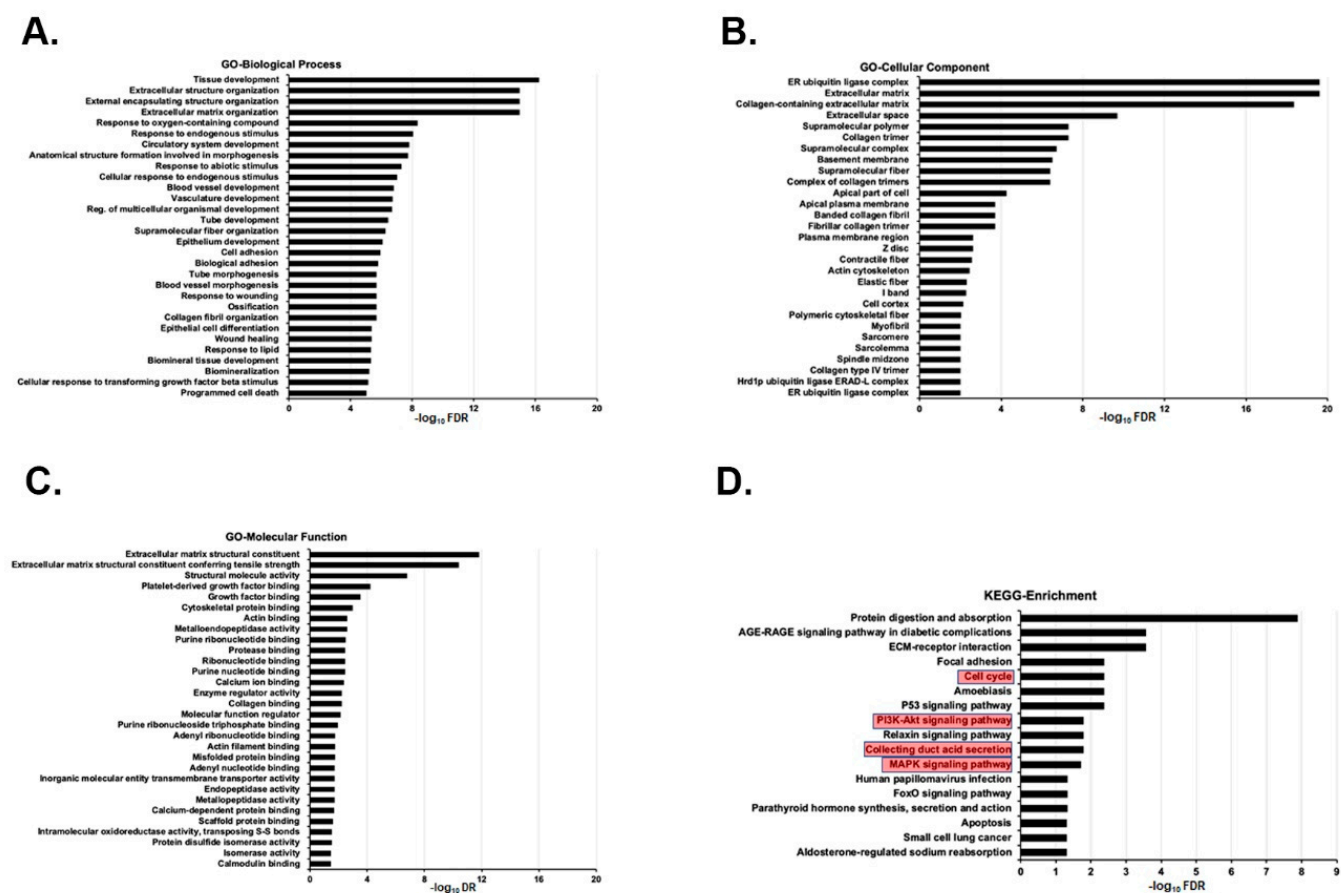 A.
GO-Biological Process
Tissue development
Extracellular structure organization
External encapsulating structure organization
Extracellular matrix organization
Response to oxygen-containing compound
Response to endogenous stimulus
Circulatory system development
Anatomical structure formation involved in morphogenesis
Response to abiotic stimulus
Cellular response to endogenous stimulus
Blood vessel development
Vasculature development
Reg. of multicellular organismal development
Tube development
Supramolecular fiber organization
Epithelium development
Cell adhesion
Biological adhesion
Tube morphogenesis
Blood vessel morphogenesis
Response to wounding
Ossification
Collagen fibril organization
Epithelial cell differentiation
Wound healing
Response to lipid
Biomineral tissue development
Biomineralization
Cellular response to transforming growth factor beta stimulus
Programmed cell death
0 4 8 12 16 20
-log10 FDR
B.
GO-Cellular Component
ER ubiquitin ligase complex
Extracellular matrix
Collagen-containing extracellular matrix
Extracellular space
Supramolecular polymer
Collagen trimer
Supramolecular complex
Basement membrane
Supramolecular fiber
Complex of collagen trimers
Apical part of cell
Apical plasma membrane
Banded collagen fibril
Fibrillar collagen trimer
Plasma membrane region
Z disc
Contractile fiber
Actin cytoskeleton
Elastic fiber
I band
Cell cortex
Polymeric cytoskeletal fiber
Myofibril
Sarcomere
Sarcolemma
Spindle midzone
Collagen type IV trimer
Hrd1p ubiquitin ligase ERAD-L complex
ER ubiquitin ligase complex
0 4 8 12 16 20
-log10 FDR
C.
GO-Molecular Function
Extracellular matrix structural constituent
Extracellular matrix structural constituent conferring tensile strength
Structural molecule activity
Platelet-derived growth factor binding
Growth factor binding
Cytoskeletal protein binding
Actin binding
Metalloendopeptidase activity
Purine ribonucleotide binding
Protease binding
Ribonucleotide binding
Purine nucleotide binding
Calcium ion binding
Enzyme regulator activity
Collagen binding
Molecular function regulator
Purine ribonucleoside triphosphate binding
Adenyl ribonucleotide binding
Actin filament binding
Misfolded protein binding
Adenyl nucleotide binding
Inorganic molecular entity transmembrane transporter activity
Endopeptidase activity
Metallopeptidase activity
Calcium-dependent protein binding
Scaffold protein binding
Intramolecular oxidoreductase activity, transposing S-S bonds
Protein disulfide isomerase activity
Isomerase activity
Calmodulin binding
0 4 8 12 16 20
-log10 DR
D.
KEGG-Enrichment
Protein digestion and absorption
AGE-RAGE signaling pathway in diabetic complications
ECM-receptor interaction
Focal adhesion
Cell cycle
Amoebiasis
P53 signaling pathway
PI3K-Akt signaling pathway
Relaxin signaling pathway
Collecting duct acid secretion
MAPK signaling pathway
Human papillomavirus infection
FoxO signaling pathway
Parathyroid hormone synthesis, secretion and action
Apoptosis
Small cell lung cancer
Aldosterone-regulated sodium reabsorption
0 1 2 3 4 5 6 7 8 9
-log10 FDR